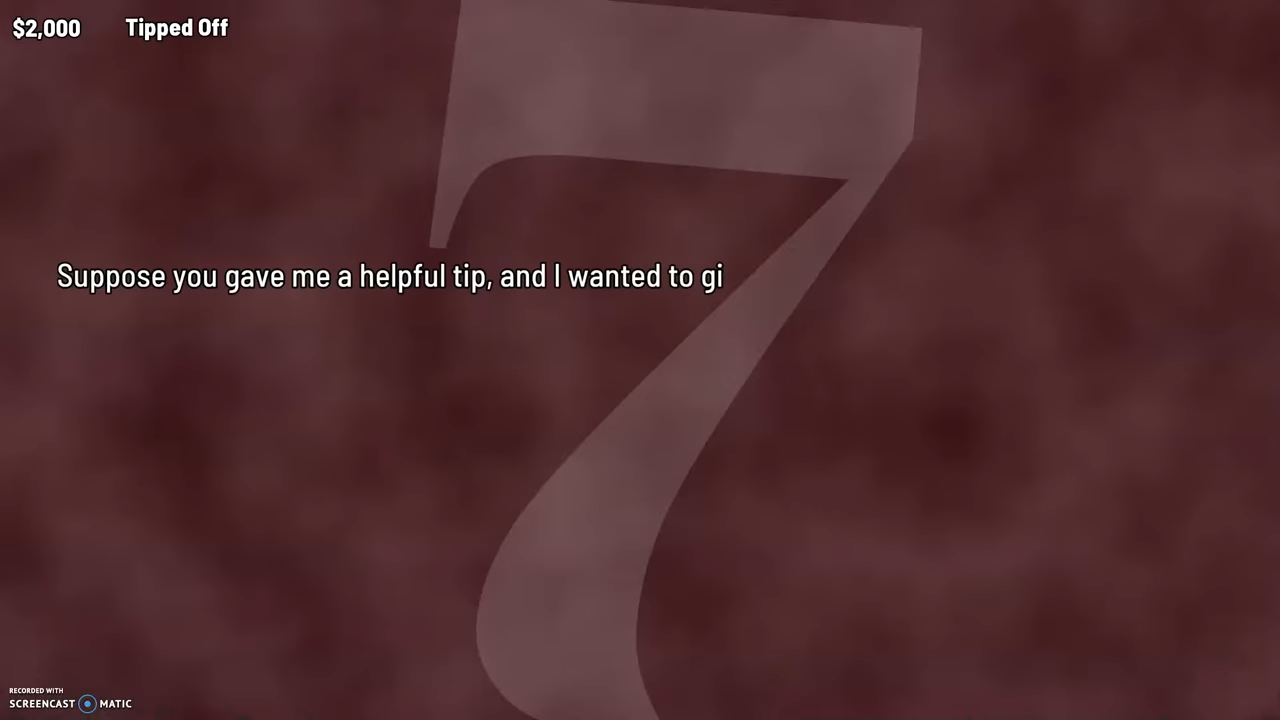 $2,000 Tipped Off
7
Suppose you gave me a helpful tip, and I wanted to gi
RECORDED WITH
SCREENCAST MATIC